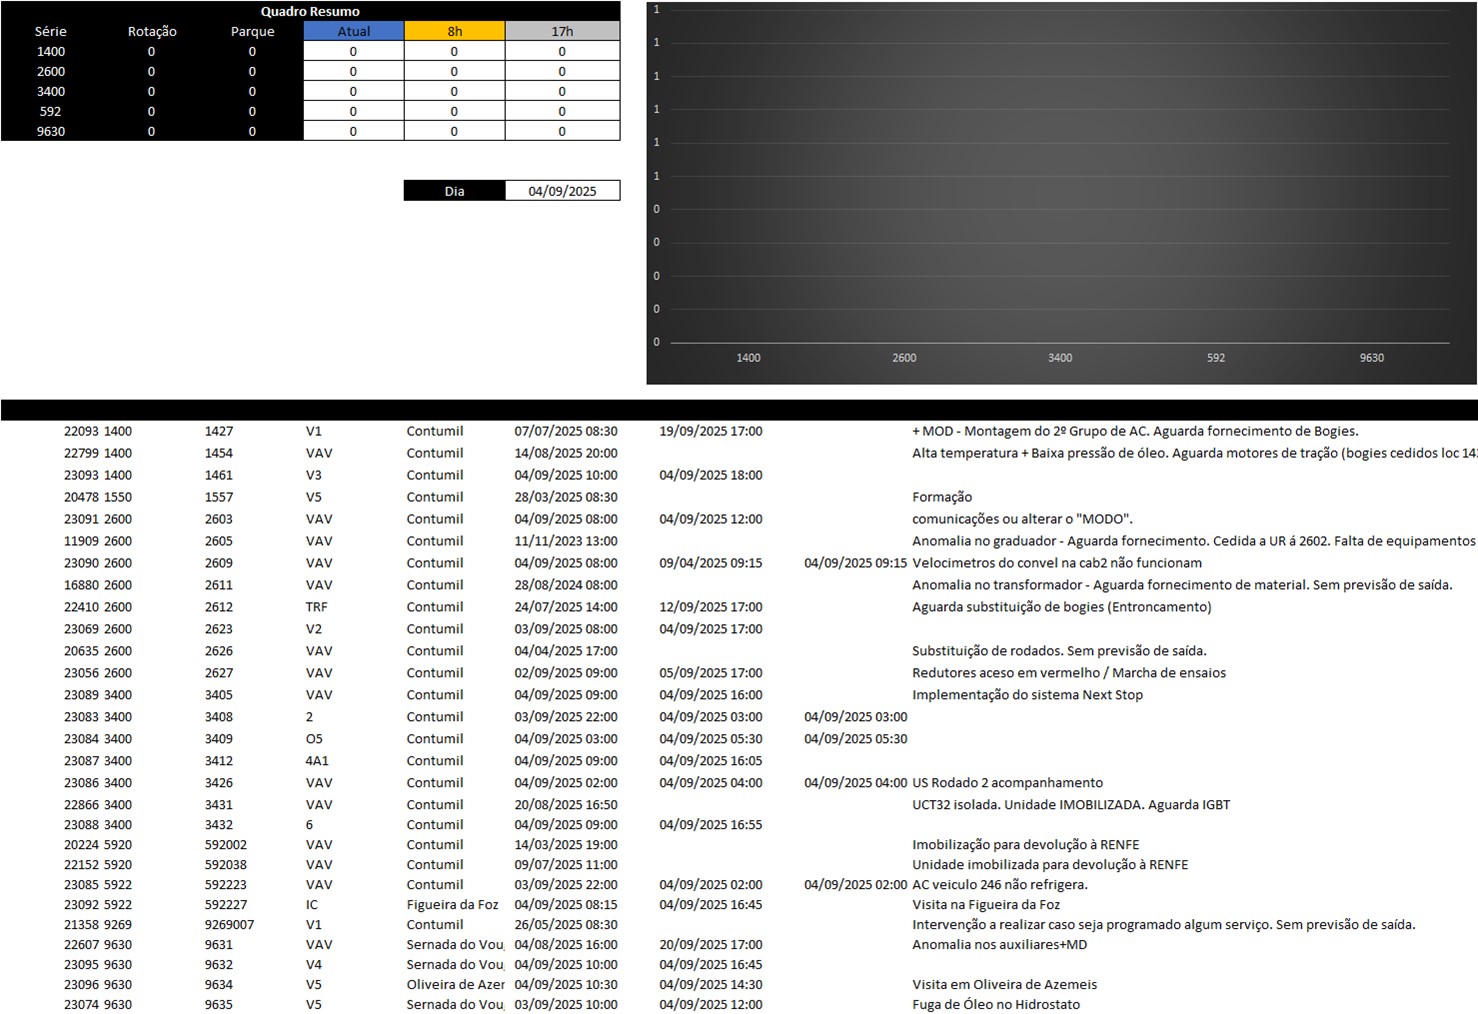 Quadro Resumo
Série Rotação Parque Atual 8h 17h
1400 0 0 0 0 0
2600 0 0 0 0 0
3400 0 0 0 0 0
592 0 0 0 0 0
9630 0 0 0 0 0
Dia 04/09/2025
1
1
1
1
1
1
0
0
0
0
0
1400 2600 3400 592 9630
22093 1400 1427 V1 Contumil 07/07/2025 08:30 19/09/2025 17:00 + MOD - Montagem do 2º Grupo de AC. Aguarda fornecimento de Bogies.
22799 1400 1454 VAV Contumil 14/08/2025 20:00 Alta temperatura + Baixa pressão de óleo. Aguarda motores de tração (bogies cedidos loc 143
23093 1400 1461 V3 Contumil 04/09/2025 10:00 04/09/2025 18:00
20478 1550 1557 V5 Contumil 28/03/2025 08:30 Formação
23091 2600 2603 VAV Contumil 04/09/2025 08:00 04/09/2025 12:00 comunicações ou alterar o "MODO".
11909 2600 2605 VAV Contumil 11/11/2023 13:00 Anomalia no graduador - Aguarda fornecimento. Cedida a UR á 2602. Falta de equipamentos
23090 2600 2609 VAV Contumil 04/09/2025 08:00 09/04/2025 09:15 04/09/2025 09:15 Velocimetros do convel na cab2 não funcionam
16880 2600 2611 VAV Contumil 28/08/2024 08:00 Anomalia no transformador - Aguarda fornecimento de material. Sem previsão de saída.
22410 2600 2612 TRF Contumil 24/07/2025 14:00 12/09/2025 17:00 Aguarda substituição de bogies (Entroncamento)
23069 2600 2623 V2 Contumil 03/09/2025 08:00 04/09/2025 17:00
20635 2600 2626 VAV Contumil 04/04/2025 17:00 Substituição de rodados. Sem previsão de saída.
23056 2600 2627 VAV Contumil 02/09/2025 09:00 05/09/2025 17:00 Redutores aceso em vermelho / Marcha de ensaios
23089 3400 3405 VAV Contumil 04/09/2025 09:00 04/09/2025 16:00 Implementação do sistema Next Stop
23083 3400 3408 2 Contumil 03/09/2025 22:00 04/09/2025 03:00 04/09/2025 03:00
23084 3400 3409 O5 Contumil 04/09/2025 03:00 04/09/2025 05:30 04/09/2025 05:30
23087 3400 3412 4A1 Contumil 04/09/2025 09:00 04/09/2025 16:05
23086 3400 3426 VAV Contumil 04/09/2025 02:00 04/09/2025 04:00 04/09/2025 04:00 US Rodado 2 acompanhamento
22866 3400 3431 VAV Contumil 20/08/2025 16:50 UCT32 isolada. Unidade IMOBILIZADA. Aguarda IGBT
23088 3400 3432 6 Contumil 04/09/2025 09:00 04/09/2025 16:55
20224 5920 592002 VAV Contumil 14/03/2025 19:00 Imobilização para devolução à RENFE
22152 5920 592038 VAV Contumil 09/07/2025 11:00 Unidade imobilizada para devolução à RENFE
23085 5922 592223 VAV Contumil 03/09/2025 22:00 04/09/2025 02:00 04/09/2025 02:00 AC veiculo 246 não refrigera.
23092 5922 592227 IC Figueira da Foz 04/09/2025 08:15 04/09/2025 16:45 Visita na Figueira da Foz
21358 9269 9269007 V1 Contumil 26/05/2025 08:30 Intervenção a realizar caso seja programado algum serviço. Sem previsão de saída.
22607 9630 9631 VAV Sernada do Vou 04/08/2025 16:00 20/09/2025 17:00 Anomalia nos auxiliares+MD
23095 9630 9632 V4 Sernada do Vou 04/09/2025 10:00 04/09/2025 16:45
23096 9630 9634 V5 Oliveira de Azer 04/09/2025 10:30 04/09/2025 14:30 Visita em Oliveira de Azemeis
23074 9630 9635 V5 Sernada do Vou 03/09/2025 10:00 04/09/2025 12:00 Fuga de Óleo no Hidrostato